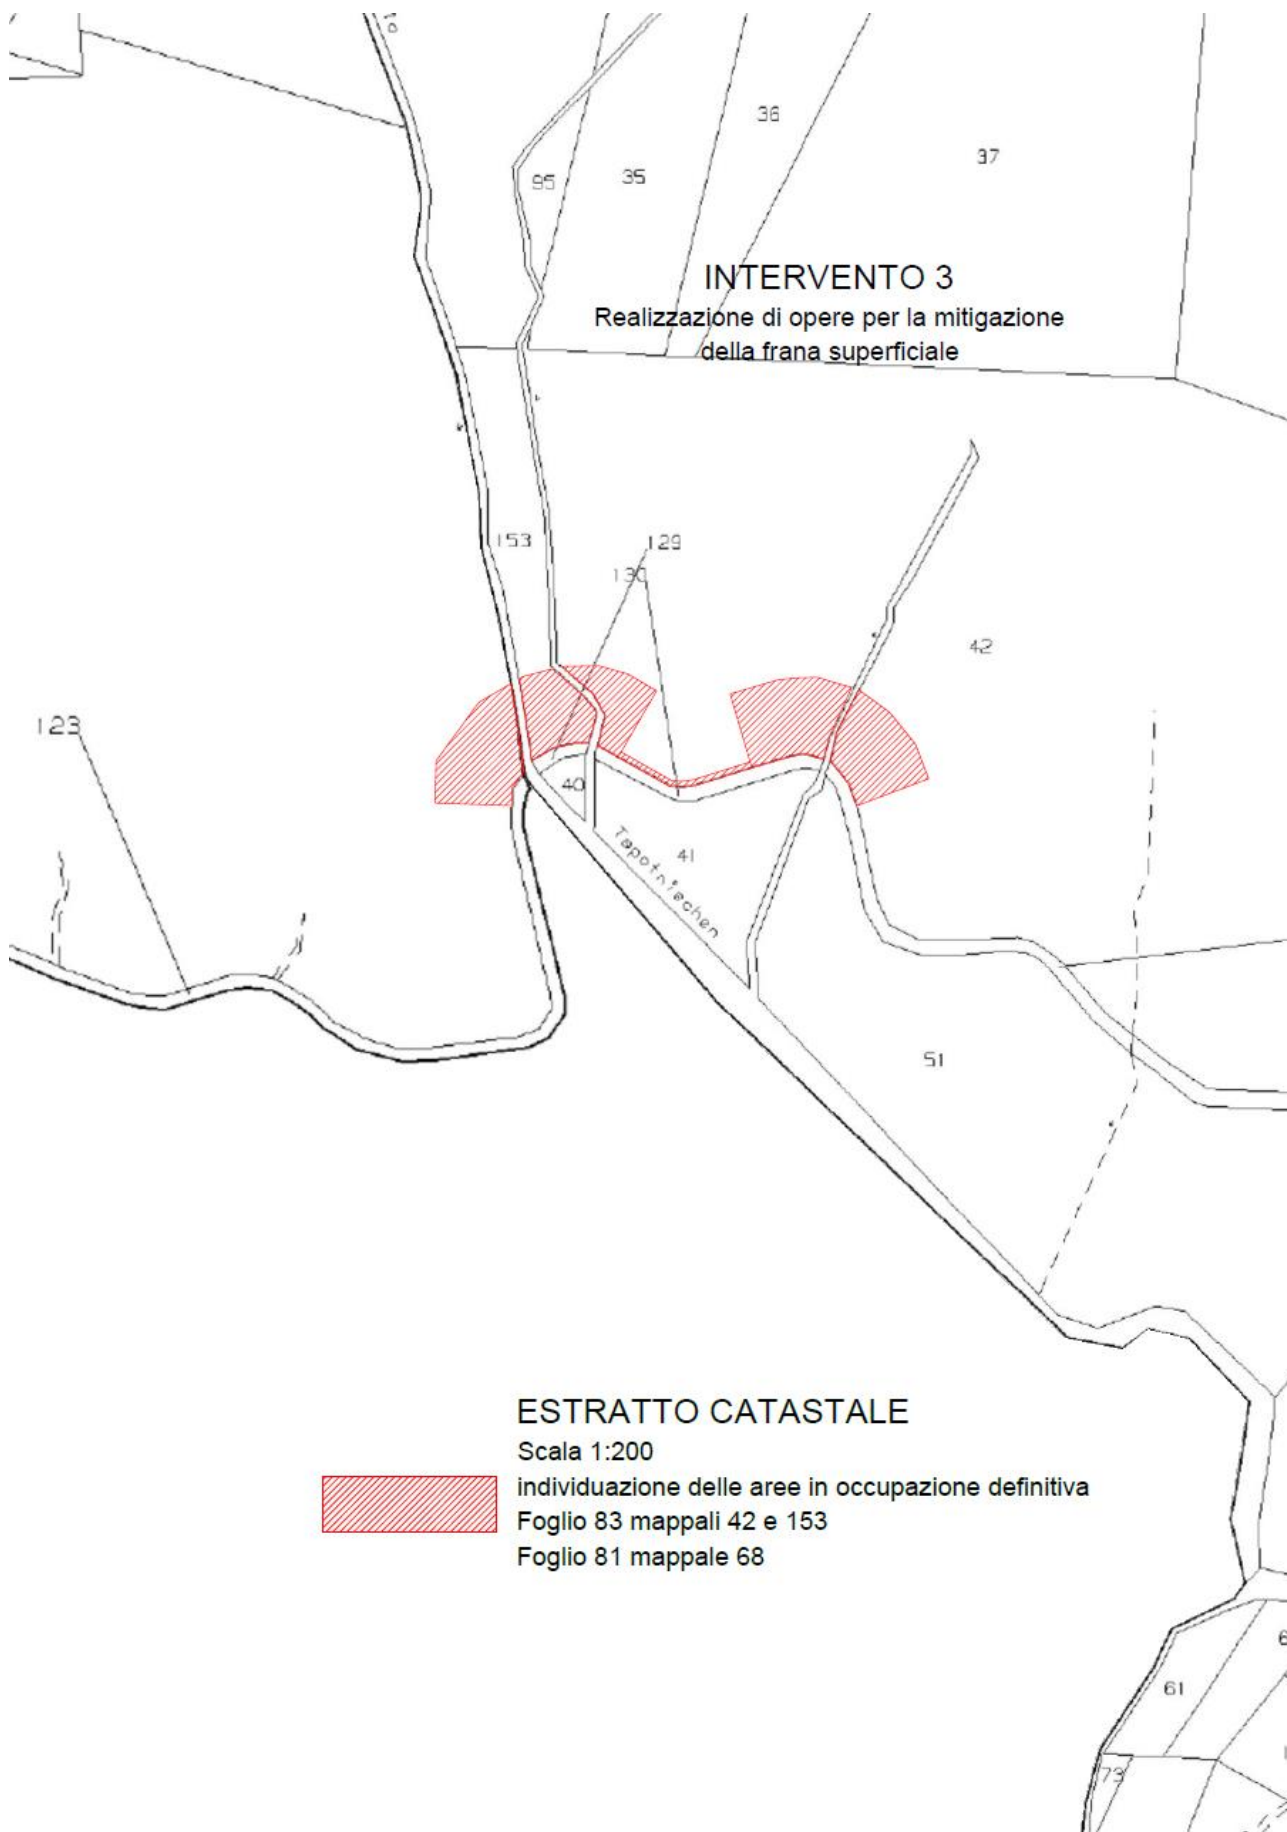 36
37
95
35
INTERVENTO 3
Realizzazione di opere per la mitigazione
della frana superficiale
153
129
130
42
123
40
41
Tapotniechen
51
ESTRATTO CATASTALE
Scala 1:200
individuazione delle aree in occupazione definitiva
Foglio 83 mappali 42 e 153
Foglio 81 mappale 68
61
73